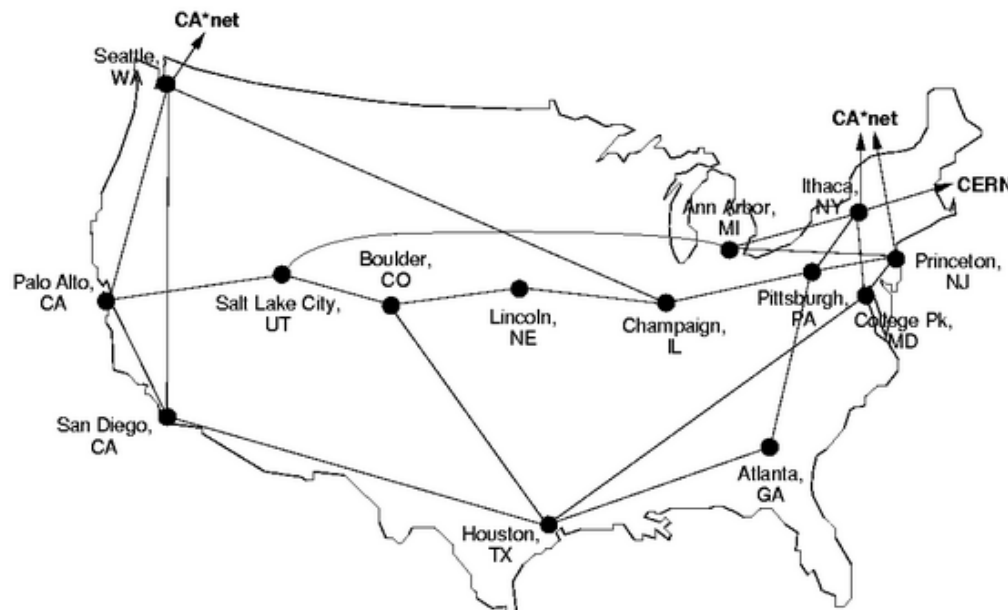 CA*net
Seattle,
WA
CA*net
Ithaca,
NY
CERN
Ann Arbor,
MI
Boulder,
CO
Palo Alto,
CA
Salt Lake City,
UT
Lincoln,
NE
Champaign,
IL
Pittsburgh,
PA
Princeton,
NJ
College Pk,
MD
San Diego,
CA
Atlanta,
GA
Houston,
TX